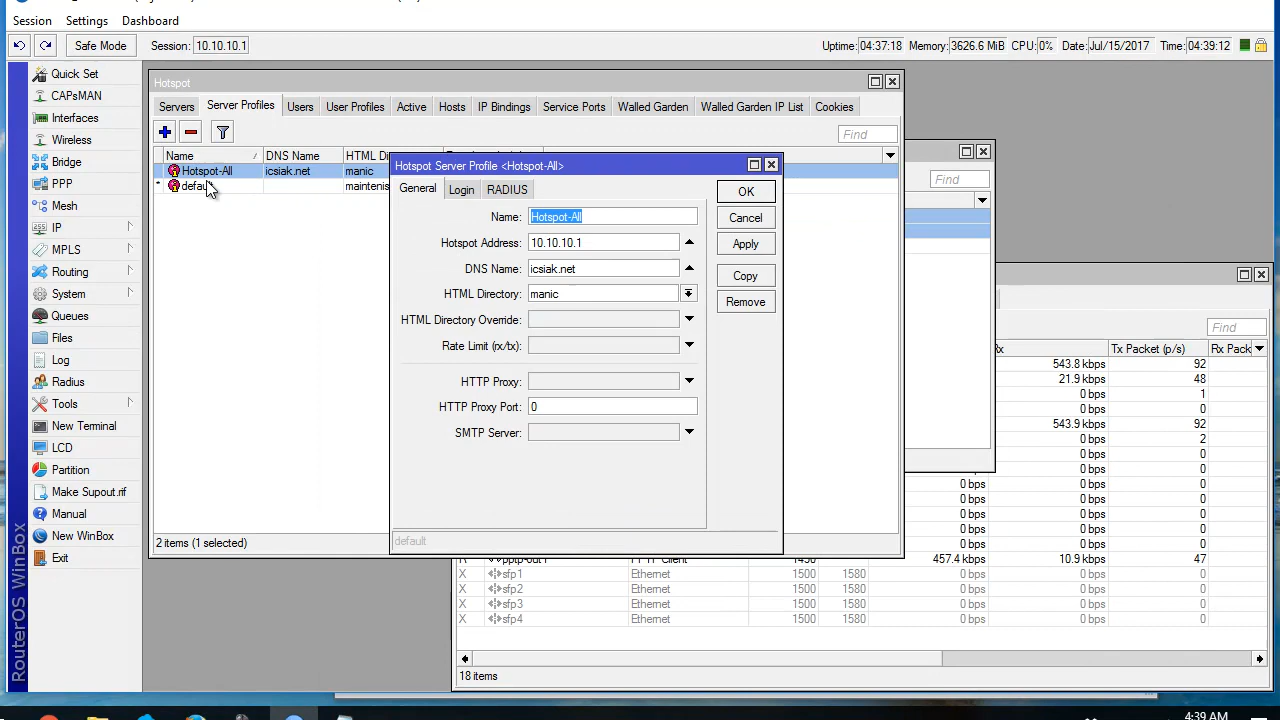 Session Settings Dashboard
Safe Mode Session: 10.10.10.1 Uptime: 04:37:18 Memory: 3626.6 MiB CPU: 0% Date: Jul/15/2017 Time: 04:39:12
Quick Set
CAPsMAN
Interfaces
Wireless
Bridge
PPP
Mesh
IP
MPLS
Routing
System
Queues
Files
Log
Radius
Tools
New Terminal
LCD
Partition
Make Supout.rif
Manual
New WinBox
Exit
RouterOS WinBox
Hotspot
Servers Server Profiles Users User Profiles Active Hosts IP Bindings Service Ports Walled Garden Walled Garden IP List Cookies
Find
Name / DNS Name
Hotspot-All icsiak.net manic
* 
2 items (1 selected)
Hotspot Server Profile <Hotspot-All>
General Login RADIUS
Name: Hotspot-All
Hotspot Address: 10.10.10.1
DNS Name: icsiak.net
HTML Directory: manic
HTML Directory Override:
Rate Limit (rx/tx):
HTTP Proxy:
HTTP Proxy Port: 0
SMTP Server:
default
OK
Cancel
Apply
Copy
Remove
Find
Find
Rx Tx Packet (p/s)
543.8 kbps 92
21.9 kbps 48
0 bps 1
0 bps 0
543.9 kbps 92
0 bps 2
0 bps 0
0 bps 0
0 bps 0
0 bps 0
0 bps 0
0 bps 0
0 bps 0
457.4 kbps 10.9 kbps 47
X sfp1 Ethernet 1500 1580 0 bps 0 bps 0
X sfp2 Ethernet 1500 1580 0 bps 0 bps 0
X sfp3 Ethernet 1500 1580 0 bps 0 bps 0
X sfp4 Ethernet 1500 1580 0 bps 0 bps 0
18 items
4:39 AM